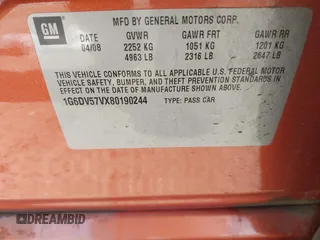 GM
MFD BY GENERAL MOTORS CORP.
DATE GVWR GAWR FRT GAWR RR
04/08 2252 KG 1051 KG 1201 KG
4963 LB 2316 LB 2647 LB
THIS VEHICLE CONFORMS TO ALL APPLICABLE U.S. FEDERAL MOTOR
VEHICLE SAFETY, BUMPER, AND THEFT PREVENTION STANDARDS IN
EFFECT ON THE DATE OF MANUFACTURE SHOWN ABOVE.
1G6DV57VX80190244 TYPE: PASS CAR
DREAMBID